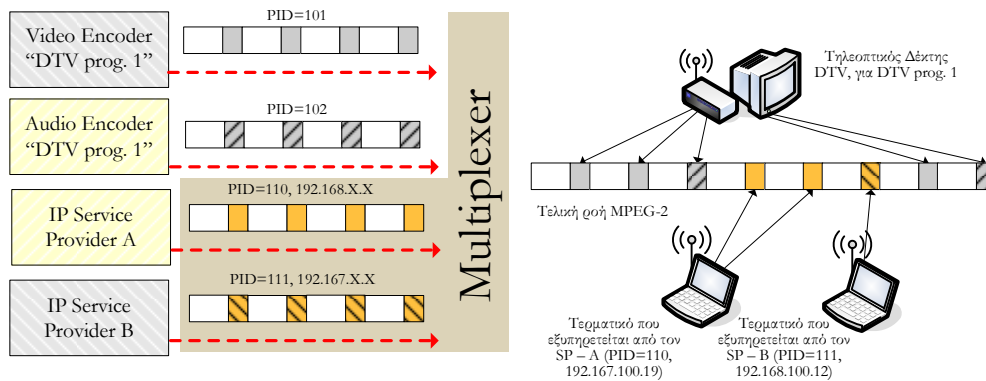 Video Encoder
“DTV prog. 1”
PID=101
Audio Encoder
“DTV prog. 1”
PID=102
IP Service
Provider A
PID=110, 192.168.X.X
IP Service
Provider B
PID=111, 192.167.X.X
Multiplexer
Τηλεοπτικός Δέκτης
DTV, για DTV prog. 1
Τελική ροή MPEG-2
Τερματικό που
εξυπηρετείται από τον
SP – A (PID=110,
192.167.100.19)
Τερματικό που
εξυπηρετείται από τον
SP – B (PID=111,
192.168.100.12)